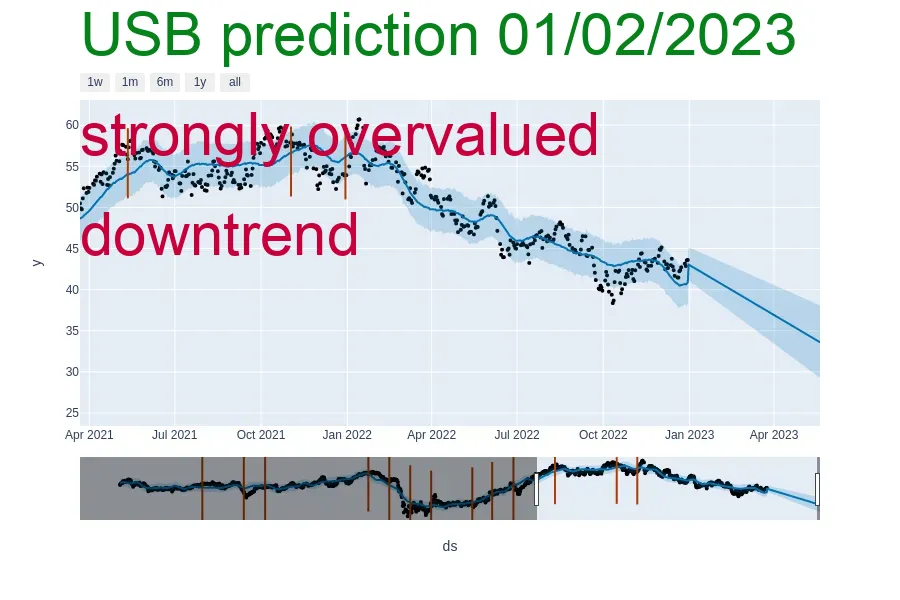 USB prediction 01/02/2023
1w 1m 6m 1y all
strongly overvalued
downtrend
60
55
50
45
40
35
30
25
y
Apr 2021 Jul 2021 Oct 2021 Jan 2022 Apr 2022 Jul 2022 Oct 2022 Jan 2023 Apr 2023
ds